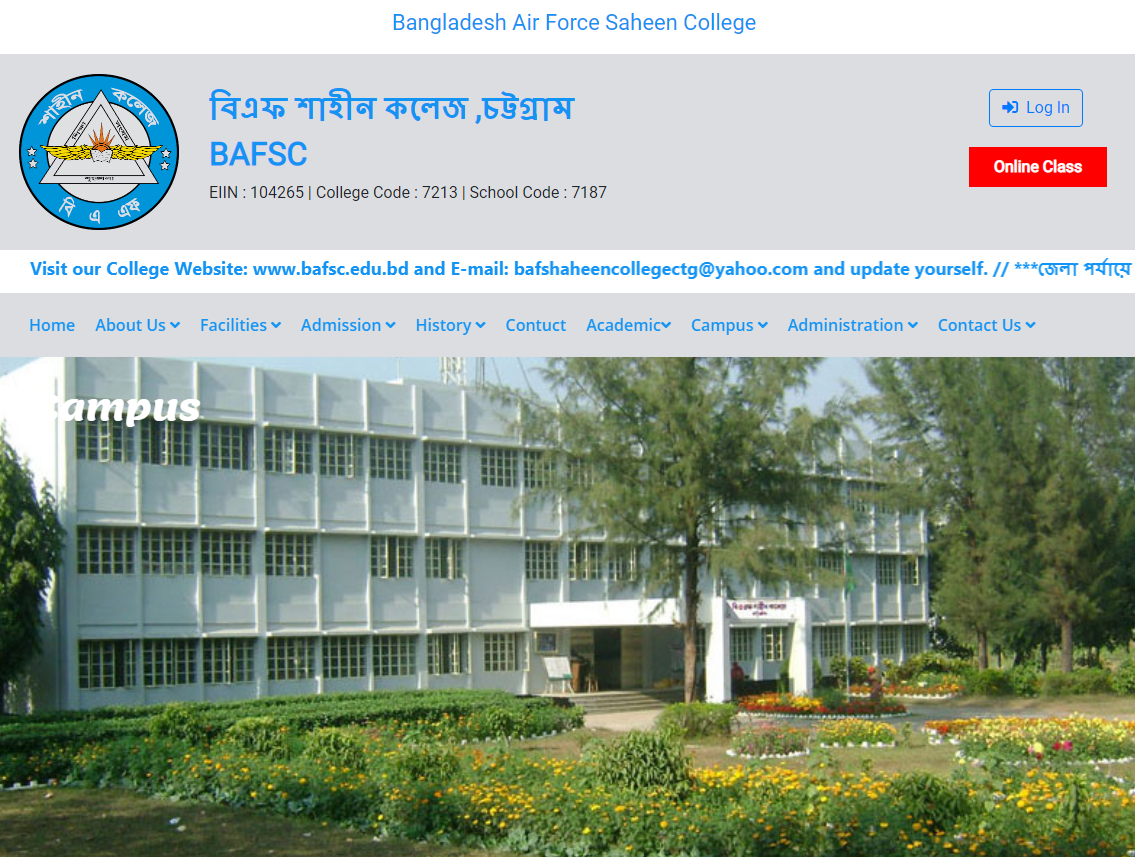 Bangladesh Air Force Saheen College
শাহীন কলেজ
বি এ এফ
বিএফ শাহীন কলেজ ,চট্টগ্রাম
BAFSC
EIIN : 104265 | College Code : 7213 | School Code : 7187
Log In
Online Class
Visit our College Website: www.bafsc.edu.bd and E-mail: bafshaheencollegectg@yahoo.com and update yourself. // ***জেলা পর্যায়ে
Home About Us Facilities Admission History Contuct Academic Campus Administration Contact Us
Campus